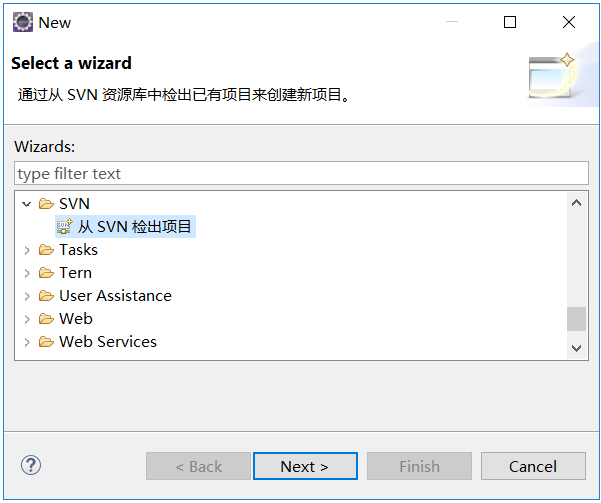 New
Select a wizard
通过从 SVN 资源库中检出已有项目来创建新项目。
Wizards:
type filter text
SVN
从 SVN 检出项目
Tasks
Tern
User Assistance
Web
Web Services
< Back
Next >
Finish
Cancel